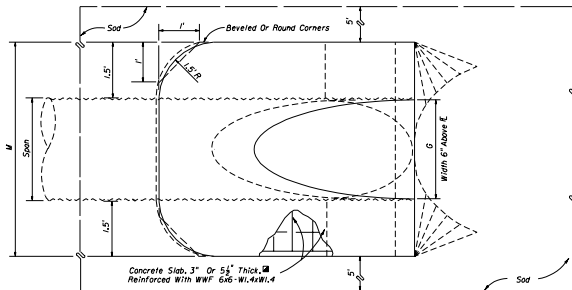 Sod
1'
Beveled Or Round Corners
5'
1.5'
1'
1.5' R
M
Span
G
Width 6" Above ℄
1.5'
Concrete Slab, 3" Or 5½" Thick,
Reinforced With WWF 6x6-W1.4xW1.4
5'
Sod